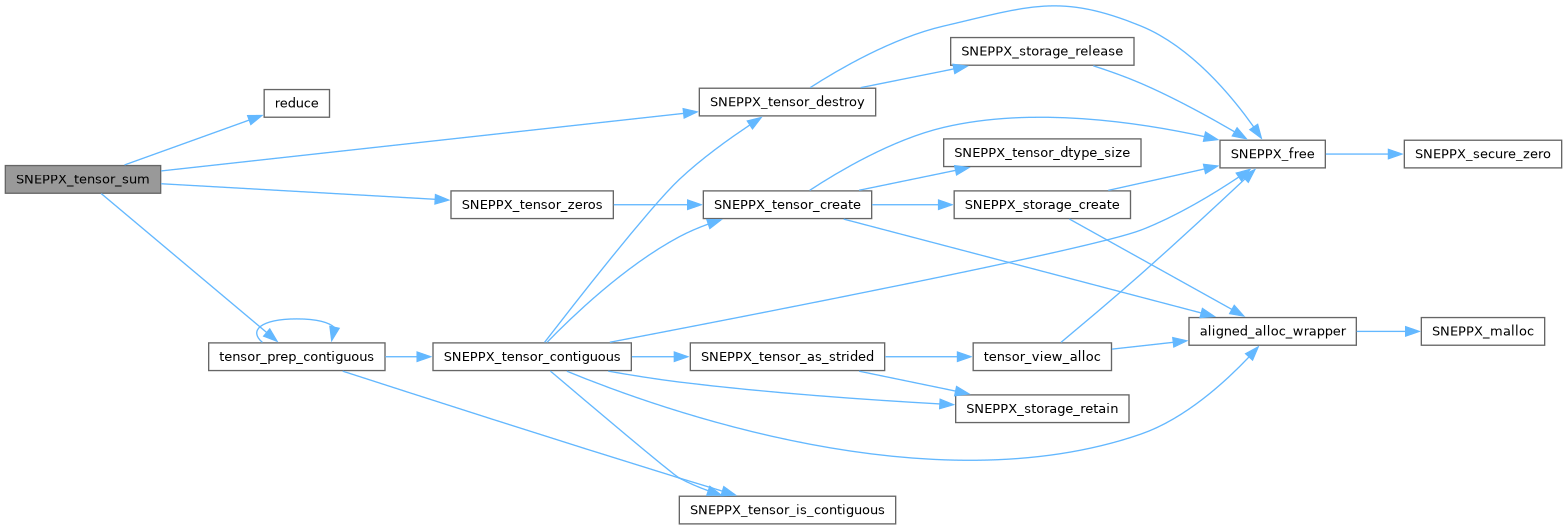 SNEPPX_tensor_sum
reduce
SNEPPX_tensor_destroy
SNEPPX_storage_release
SNEPPX_tensor_dtype_size
SNEPPX_free
SNEPPX_secure_zero
SNEPPX_tensor_zeros
SNEPPX_tensor_create
SNEPPX_storage_create
aligned_alloc_wrapper
SNEPPX_malloc
tensor_prep_contiguous
SNEPPX_tensor_contiguous
SNEPPX_tensor_as_strided
tensor_view_alloc
SNEPPX_storage_retain
SNEPPX_tensor_is_contiguous